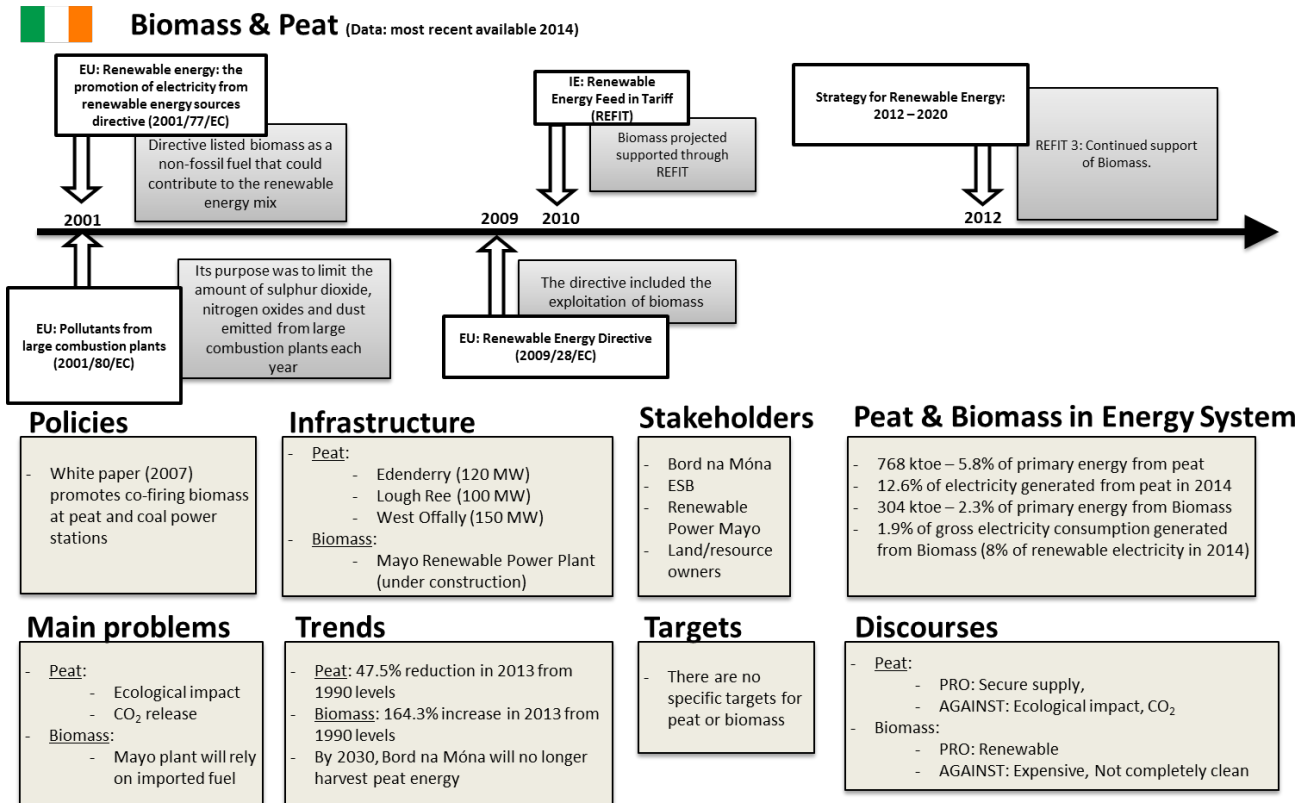 Biomass & Peat (Data: most recent available 2014)
EU: Renewable energy: the
promotion of electricity from
renewable energy sources
directive (2001/77/EC)
Directive listed biomass as a
non-fossil fuel that could
contribute to the renewable
energy mix
IE: Renewable
Energy Feed in Tariff
(REFIT)
Biomass projected
supported through
REFIT
Strategy for Renewable Energy:
2012 – 2020
REFIT 3: Continued support
of Biomass.
2001
2009
2010
2012
EU: Pollutants from
large combustion plants
(2001/80/EC)
Its purpose was to limit the
amount of sulphur dioxide,
nitrogen oxides and dust
emitted from large
combustion plants each
year
The directive included the
exploitation of biomass
EU: Renewable Energy Directive
(2009/28/EC)
Policies
- White paper (2007)
promotes co-firing biomass
at peat and coal power
stations
Infrastructure
- Peat:
- Edenderry (120 MW)
- Lough Ree (100 MW)
- West Offally (150 MW)
- Biomass:
- Mayo Renewable Power Plant
(under construction)
Stakeholders
- Bord na Móna
- ESB
- Renewable
Power Mayo
- Land/resource
owners
Peat & Biomass in Energy System
- 768 ktoe – 5.8% of primary energy from peat
- 12.6% of electricity generated from peat in 2014
- 304 ktoe – 2.3% of primary energy from Biomass
- 1.9% of gross electricity consumption generated
from Biomass (8% of renewable electricity in 2014)
Main problems
- Peat:
- Ecological impact
- CO₂ release
- Biomass:
- Mayo plant will rely
on imported fuel
Trends
- Peat: 47.5% reduction in 2013 from
1990 levels
- Biomass: 164.3% increase in 2013 from
1990 levels
- By 2030, Bord na Móna will no longer
harvest peat energy
Targets
- There are no
specific targets for
peat or biomass
Discourses
- Peat:
- PRO: Secure supply,
- AGAINST: Ecological impact, CO₂
- Biomass:
- PRO: Renewable
- AGAINST: Expensive, Not completely clean